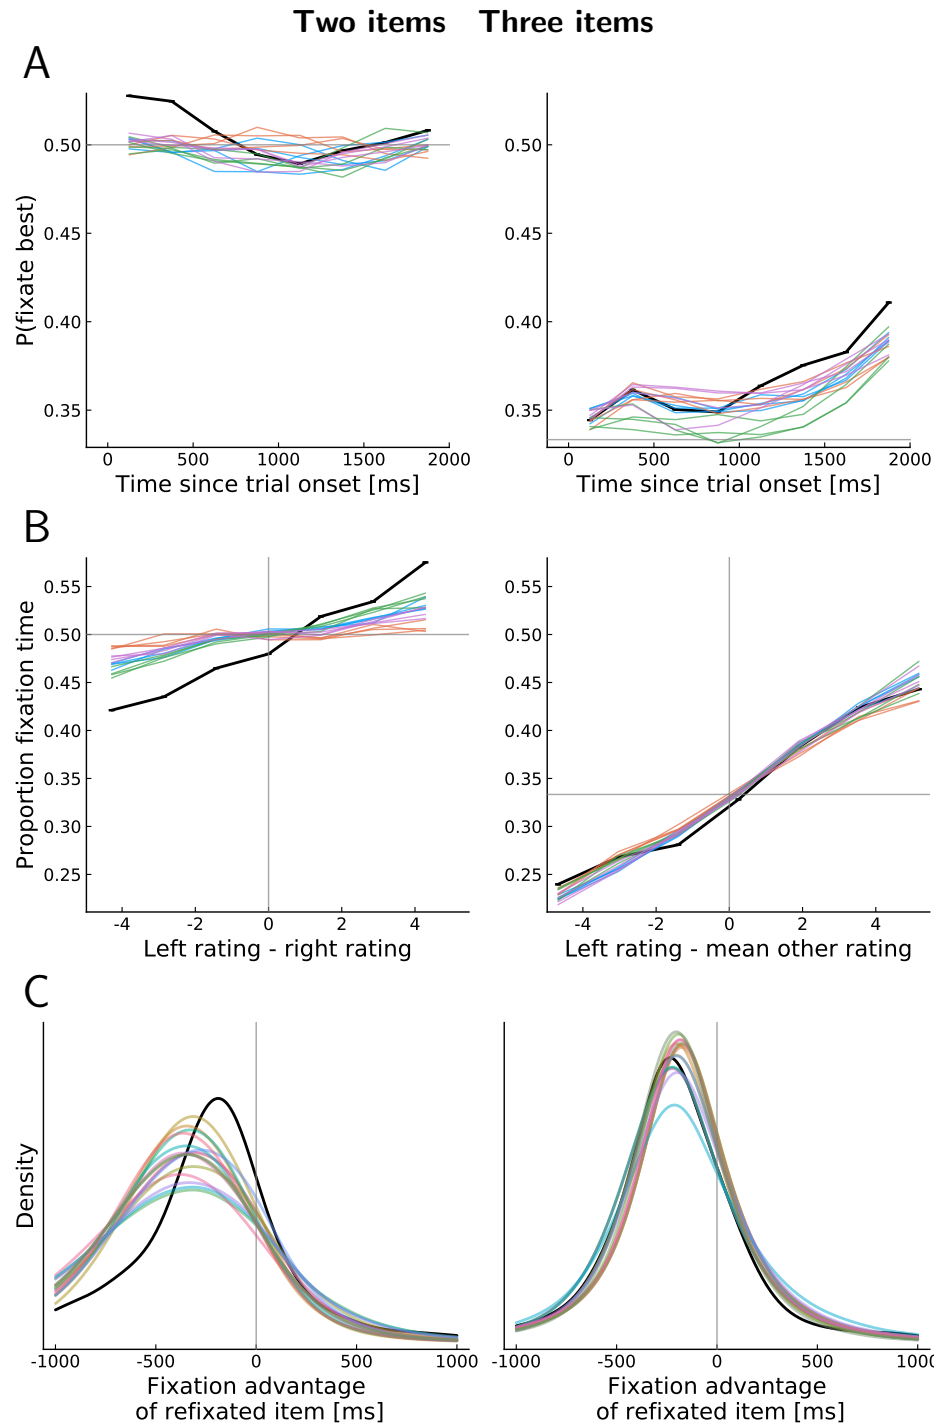 Two items Three items
A
P(fixate best)
0.50
0.45
0.40
0.35
0 500 1000 1500 2000
Time since trial onset [ms]
0.50
0.45
0.40
0.35
0 500 1000 1500 2000
Time since trial onset [ms]
B
Proportion fixation time
0.55
0.50
0.45
0.40
0.35
0.30
0.25
-4 -2 0 2 4
Left rating - right rating
0.55
0.50
0.45
0.40
0.35
0.30
0.25
-4 -2 0 2 4
Left rating - mean other rating
C
Density
-1000 -500 0 500 1000
Fixation advantage
of refixated item [ms]
-1000 -500 0 500 1000
Fixation advantage
of refixated item [ms]